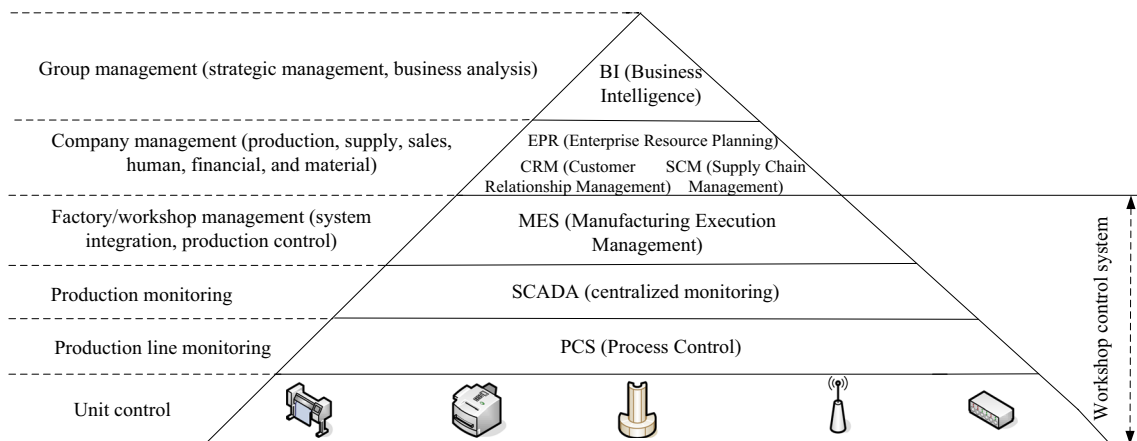 Group management (strategic management, business analysis)
BI (Business
Intelligence)
Company management (production, supply, sales,
human, financial, and material)
EPR (Enterprise Resource Planning)
CRM (Customer
Relationship Management)
SCM (Supply Chain
Management)
Factory/workshop management (system
integration, production control)
MES (Manufacturing Execution
Management)
Production monitoring
SCADA (centralized monitoring)
Production line monitoring
PCS (Process Control)
Unit control
Workshop control system